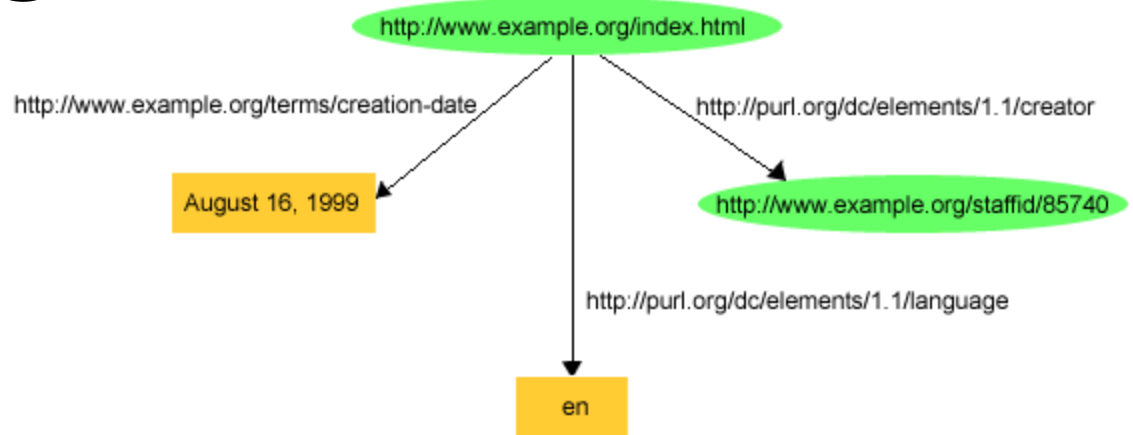 http://www.example.org/index.html
http://www.example.org/terms/creation-date
http://purl.org/dc/elements/1.1/creator
August 16, 1999
http://www.example.org/staffid/85740
http://purl.org/dc/elements/1.1/language
en